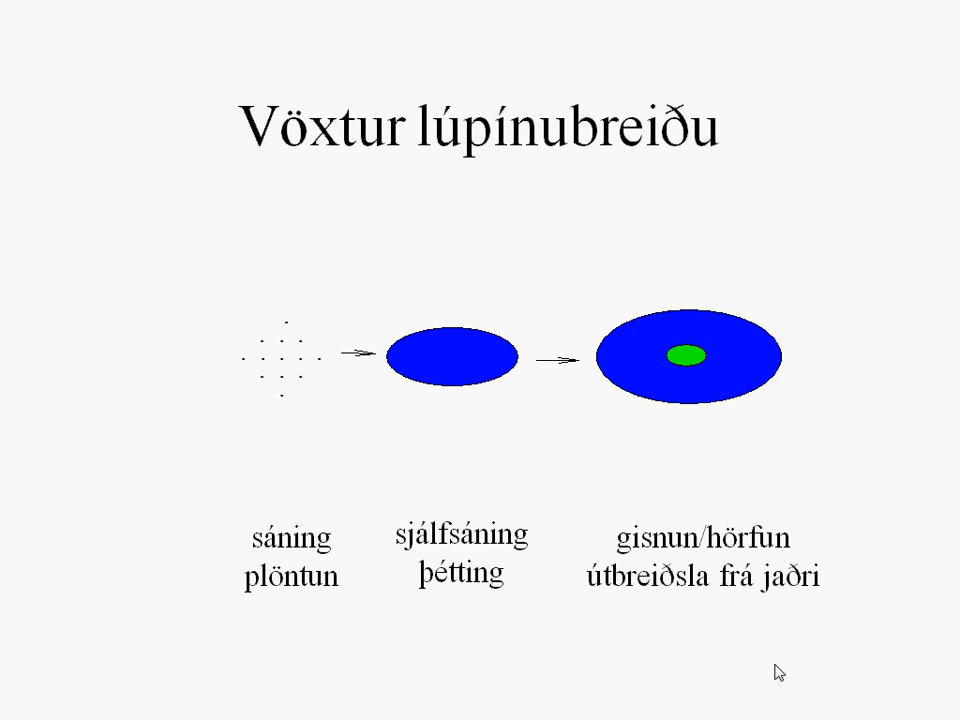 Vöxtur lúpínubreiðu
sáning
plöntun
sjálfsáning
þétting
gisnun/hörfun
útbreiðsla frá jaðri